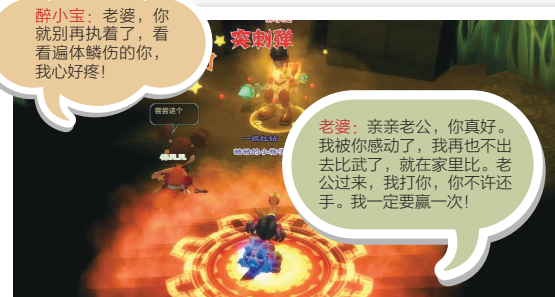 醉小宝：老婆，你
就别再执着了，看
看遍体鳞伤的你，
我心好疼！
突刺弹
尝尝这个
老婆：亲亲老公，你真好。
我被你感动了，我再也不出
去比武了，就在家里比。老
公过来，我打你，你不许还
手。我一定要赢一次！